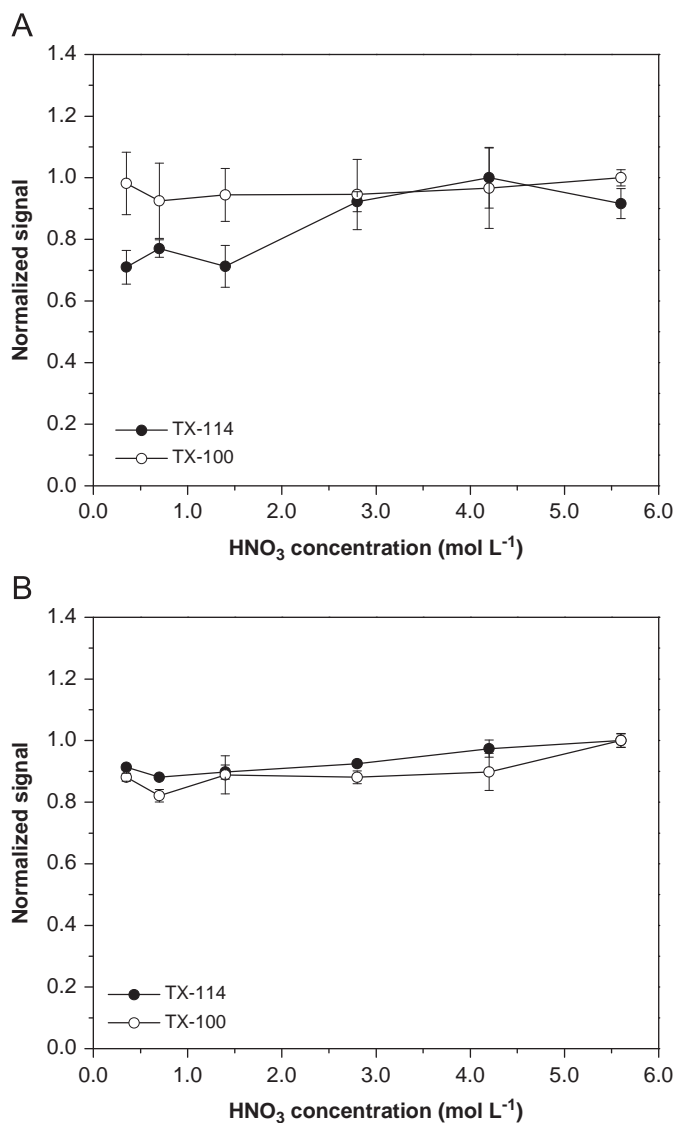 A
1.4
1.2
1.0
0.8
0.6
0.4
0.2
0.0
Normalized signal
TX-114
TX-100
0.0 1.0 2.0 3.0 4.0 5.0 6.0
HNO₃ concentration (mol L⁻¹)
B
1.4
1.2
1.0
0.8
0.6
0.4
0.2
0.0
Normalized signal
TX-114
TX-100
0.0 1.0 2.0 3.0 4.0 5.0 6.0
HNO₃ concentration (mol L⁻¹)